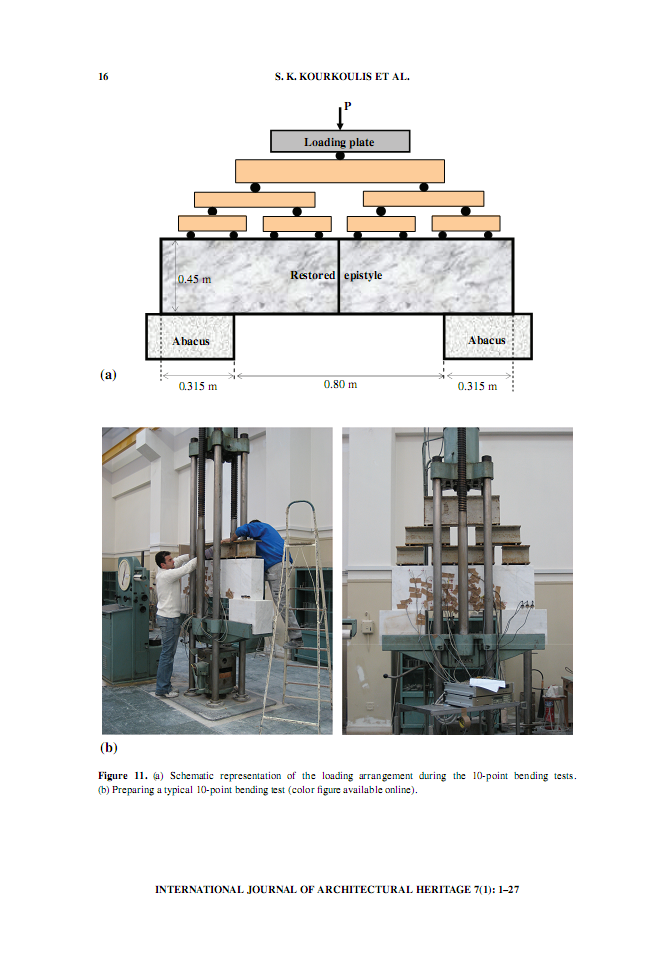 16
S. K. KOURKOULIS ET AL.
P
Loading plate
0.45 m
Restored epistyle
Abacus
Abacus
(a)
0.315 m
0.80 m
0.315 m
(b)
Figure 11. (a) Schematic representation of the loading arrangement during the 10-point bending tests.
(b) Preparing a typical 10-point bending test (color figure available online).
INTERNATIONAL JOURNAL OF ARCHITECTURAL HERITAGE 7(1): 1–27